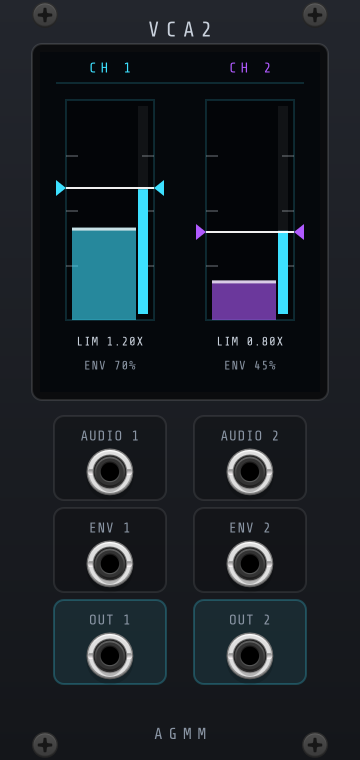 VCA2
CH 1 CH 2
LIM 1.20X LIM 0.80X
ENV 70% ENV 45%
AUDIO 1 AUDIO 2
ENV 1 ENV 2
OUT 1 OUT 2
AGMM